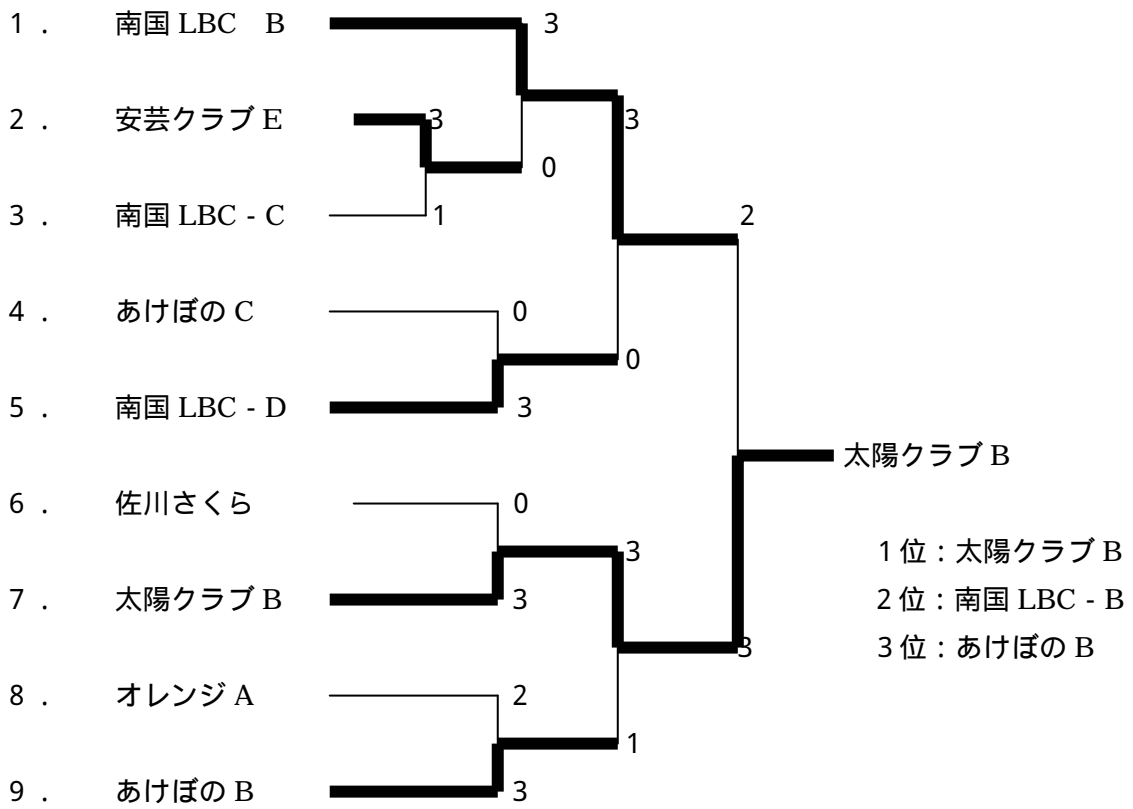 1． 南国 LBC　B 3
2． 安芸クラブ E 3 3
0
3． 南国 LBC - C 1 2
4． あけぼの C 0
0
5． 南国 LBC - D 3
太陽クラブ B
6． 佐川さくら 0
3 1位：太陽クラブ B
7． 太陽クラブ B 3 2位：南国 LBC - B
3 3位：あけぼの B
8． オレンジ A 2
1
9． あけぼの B 3